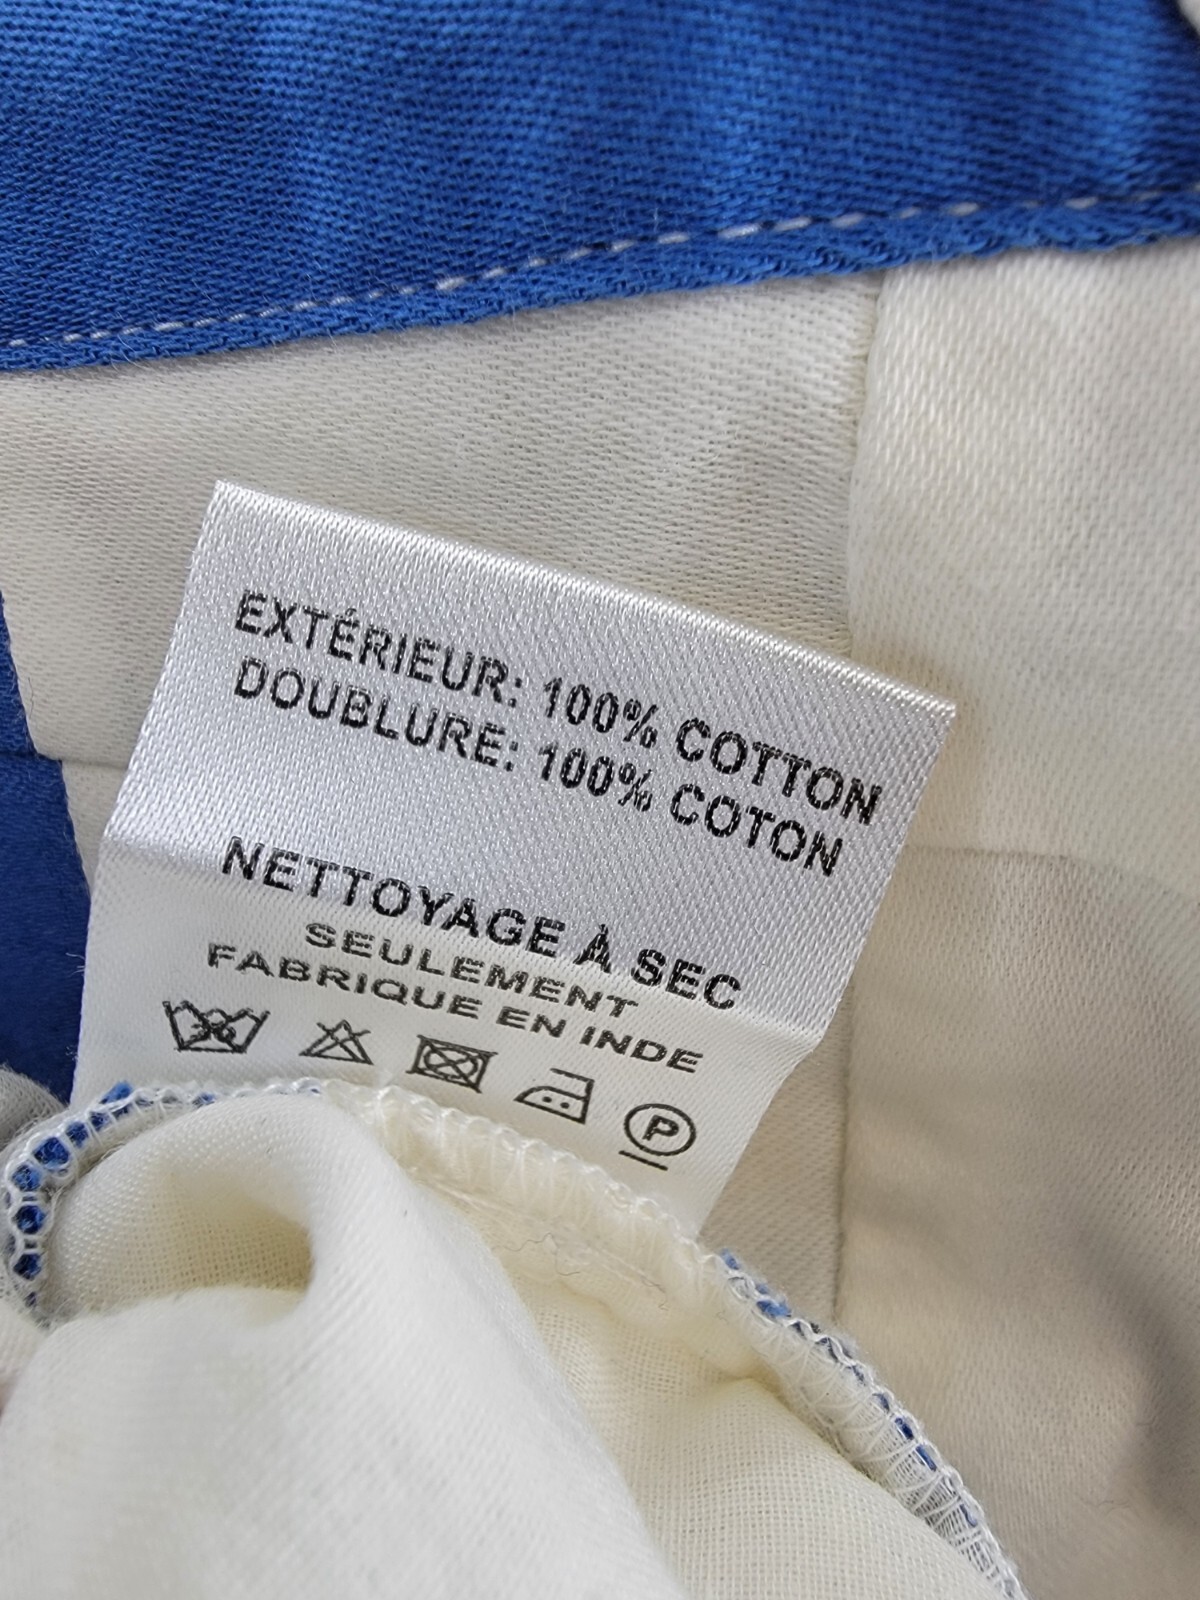 EXTÉRIEUR: 100% COTTON
DOUBLURE: 100% COTON
NETTOYAGE À SEC
SEULEMENT
FABRIQUE EN INDE
P